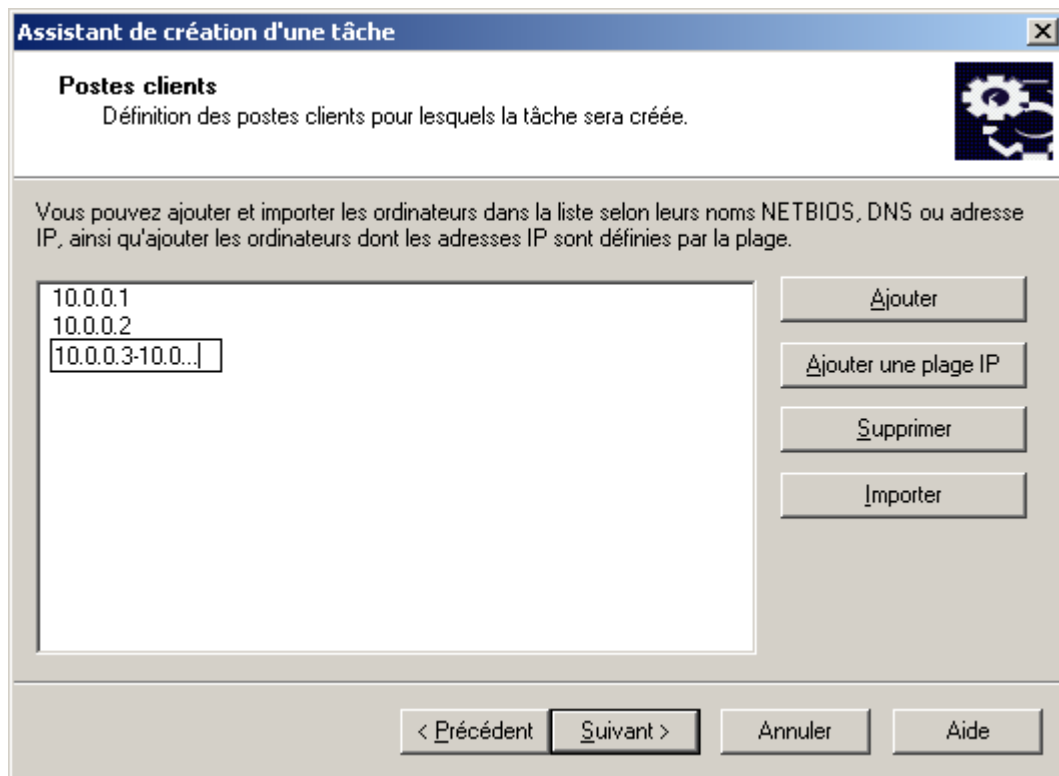 Assistant de création d'une tâche
Postes clients
Définition des postes clients pour lesquels la tâche sera créée.
Vous pouvez ajouter et importer les ordinateurs dans la liste selon leurs noms NETBIOS, DNS ou adresse
IP, ainsi qu'ajouter les ordinateurs dont les adresses IP sont définies par la plage.
10.0.0.1
10.0.0.2
10.0.0.3-10.0...
Ajouter
Ajouter une plage IP
Supprimer
Importer
< Précédent
Suivant >
Annuler
Aide